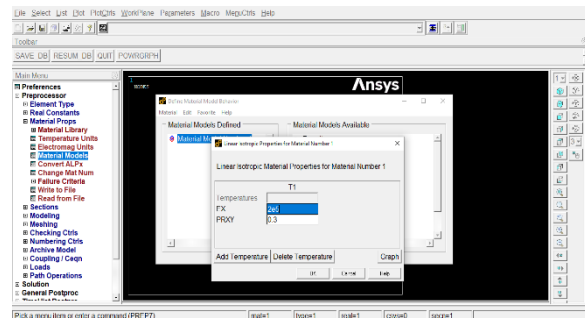 File Select List Plot PlotCtrls WorkPlane Parameters Macro MenuCtrls Help
Toolbar
SAVE_DB RESUM_DB QUIT POWRGRPH
Main Menu
Preferences
Preprocessor
Element Type
Real Constants
Material Props
Material Library
Temperature Units
Electromag Units
Material Models
Convert ALPx
Change Mat Num
Failure Criteria
Write to File
Read from File
Sections
Modeling
Meshing
Checking Ctrls
Numbering Ctrls
Archive Model
Coupling / Ceqn
Loads
Path Operations
Solution
General Postproc
1
Ansys
Define Material Model Behavior
Material Edit Favorite Help
Material Models Defined
Material Models Available
Linear Isotropic Properties for Material Number 1
Linear Isotropic Material Properties for Material Number 1
T1
Temperatures
EX 2e5
PRXY 0.3
Add Temperature Delete Temperature Graph
OK Cancel Help
Pick a menu item or enter a command (PREP7)
mat=1 type=1 real=1 csys=0 secn=1